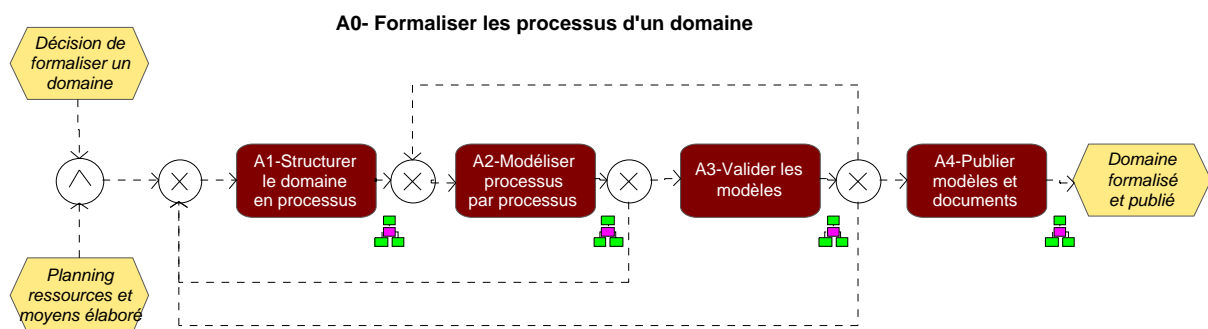 A0- Formaliser les processus d'un domaine
Décision de
formaliser un
domaine
A1-Structurer
le domaine
en processus
A2-Modéliser
processus
par processus
A3-Valider les
modèles
A4-Publier
modèles et
documents
Domaine
formalisé
et publié
Planning
ressources et
moyens élaboré